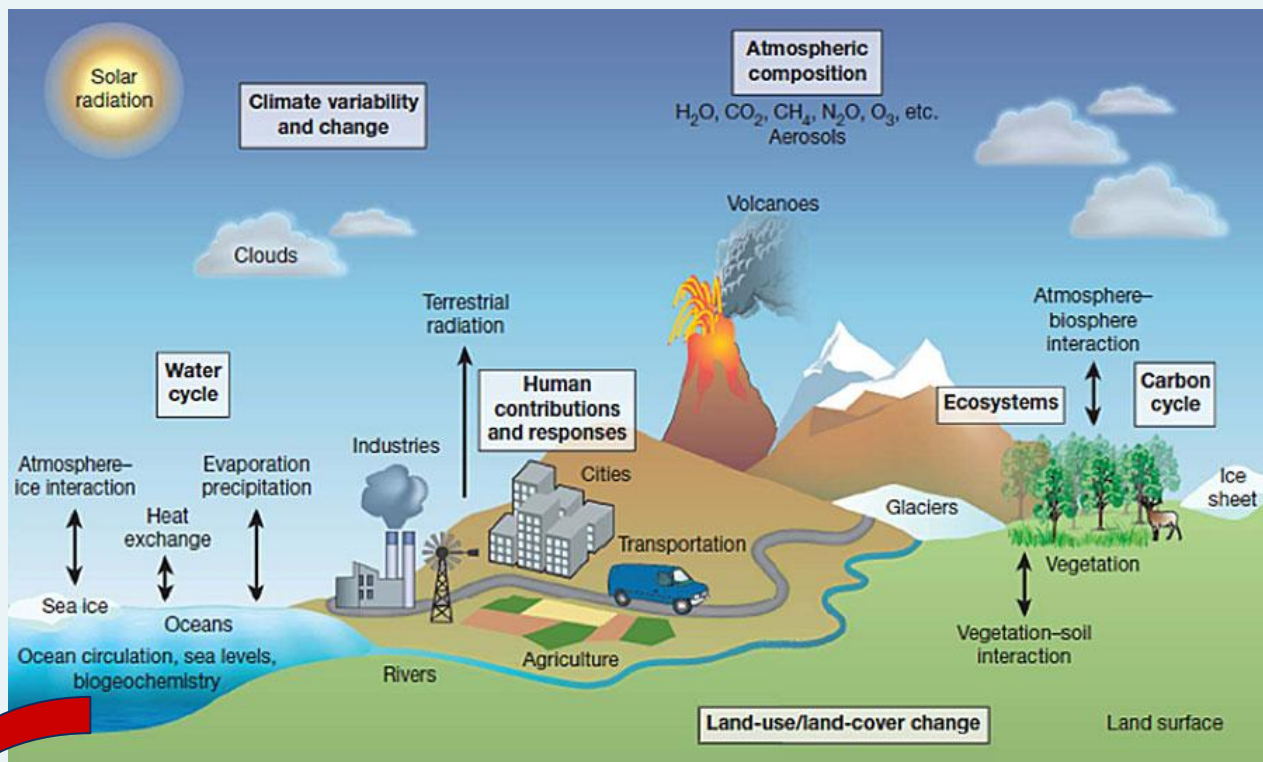 Solar
radiation
Climate variability
and change
Atmospheric
composition
H₂O, CO₂, CH₄, N₂O, O₃, etc.
Aerosols
Clouds
Volcanoes
Terrestrial
radiation
Atmosphere–
biosphere
interaction
Water
cycle
Human
contributions
and responses
Ecosystems
Carbon
cycle
Industries
Cities
Atmosphere–
ice interaction
Evaporation
precipitation
Heat
exchange
Glaciers
Ice
sheet
Transportation
Vegetation
Sea ice
Oceans
Ocean circulation, sea levels,
biogeochemistry
Rivers
Agriculture
Vegetation–soil
interaction
Land-use/land-cover change
Land surface